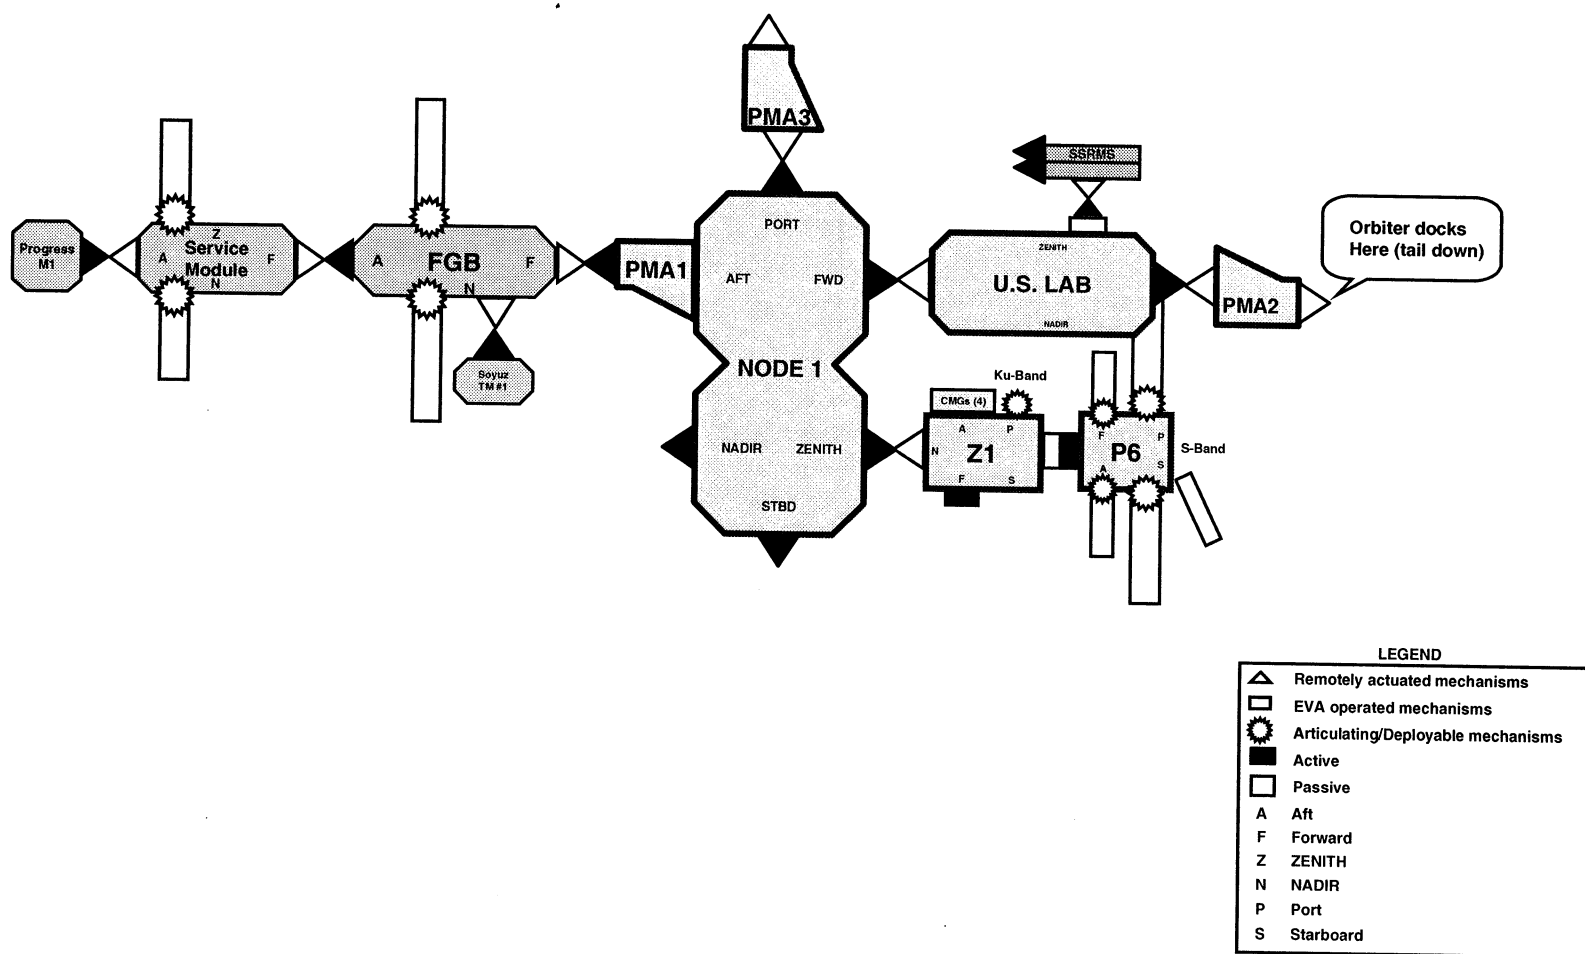 PMA3
SSRMS
Orbiter docks
Here (tail down)
Progress
M1
Z
Service
Module
A
F
N
A
FGB
F
N
Soyuz
TM #1
PMA1
PORT
AFT
FWD
NODE 1
NADIR
ZENITH
STBD
ZENITH
U.S. LAB
NADIR
PMA2
Ku-Band
CMGs (4)
A
P
N
Z1
F
S
F
P
P6
A
S
S-Band
LEGEND
Remotely actuated mechanisms
EVA operated mechanisms
Articulating/Deployable mechanisms
Active
Passive
A Aft
F Forward
Z ZENITH
N NADIR
P Port
S Starboard